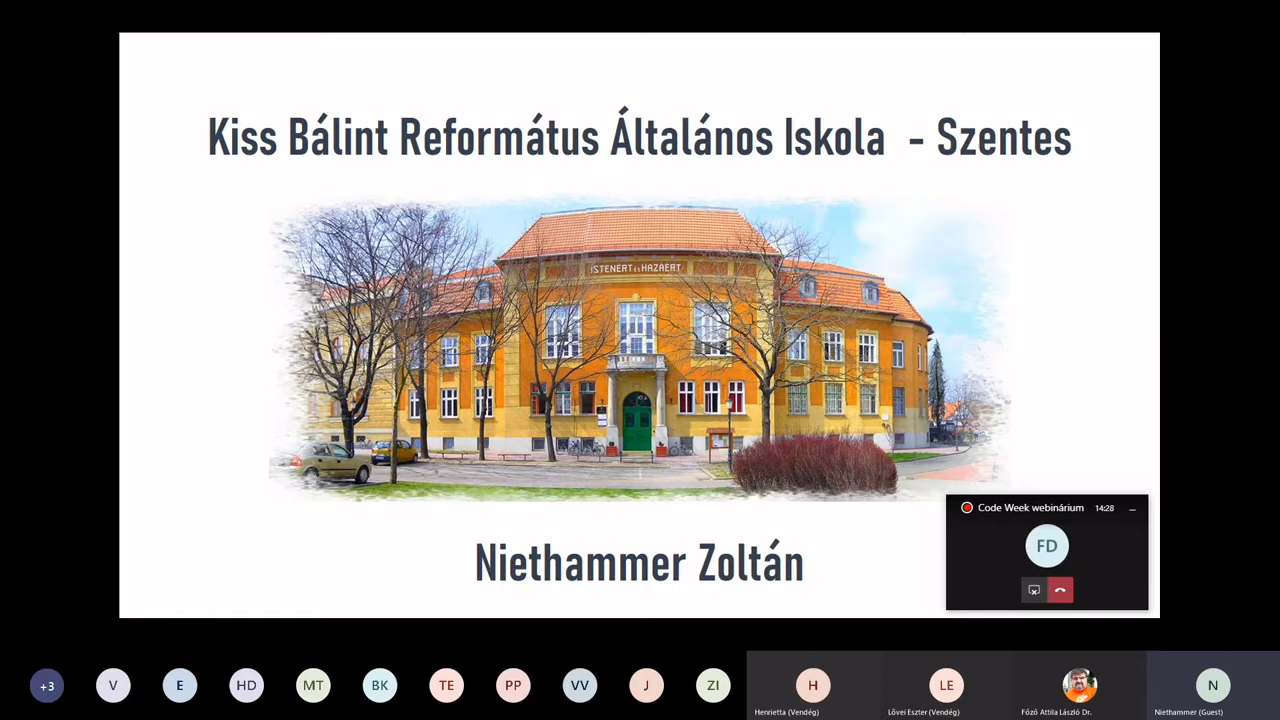 Kiss Bálint Református Általános Iskola - Szentes
ISTENÉRT ÉS HAZÁÉRT
Niethammer Zoltán
Code Week webinárium 14:28
FD
+3 V E HD MT BK TE PP VV J ZI H LE N
Henrietta (Vendég) Lővei Eszter (Vendég) Főző Attila László Dr. Niethammer (Guest)